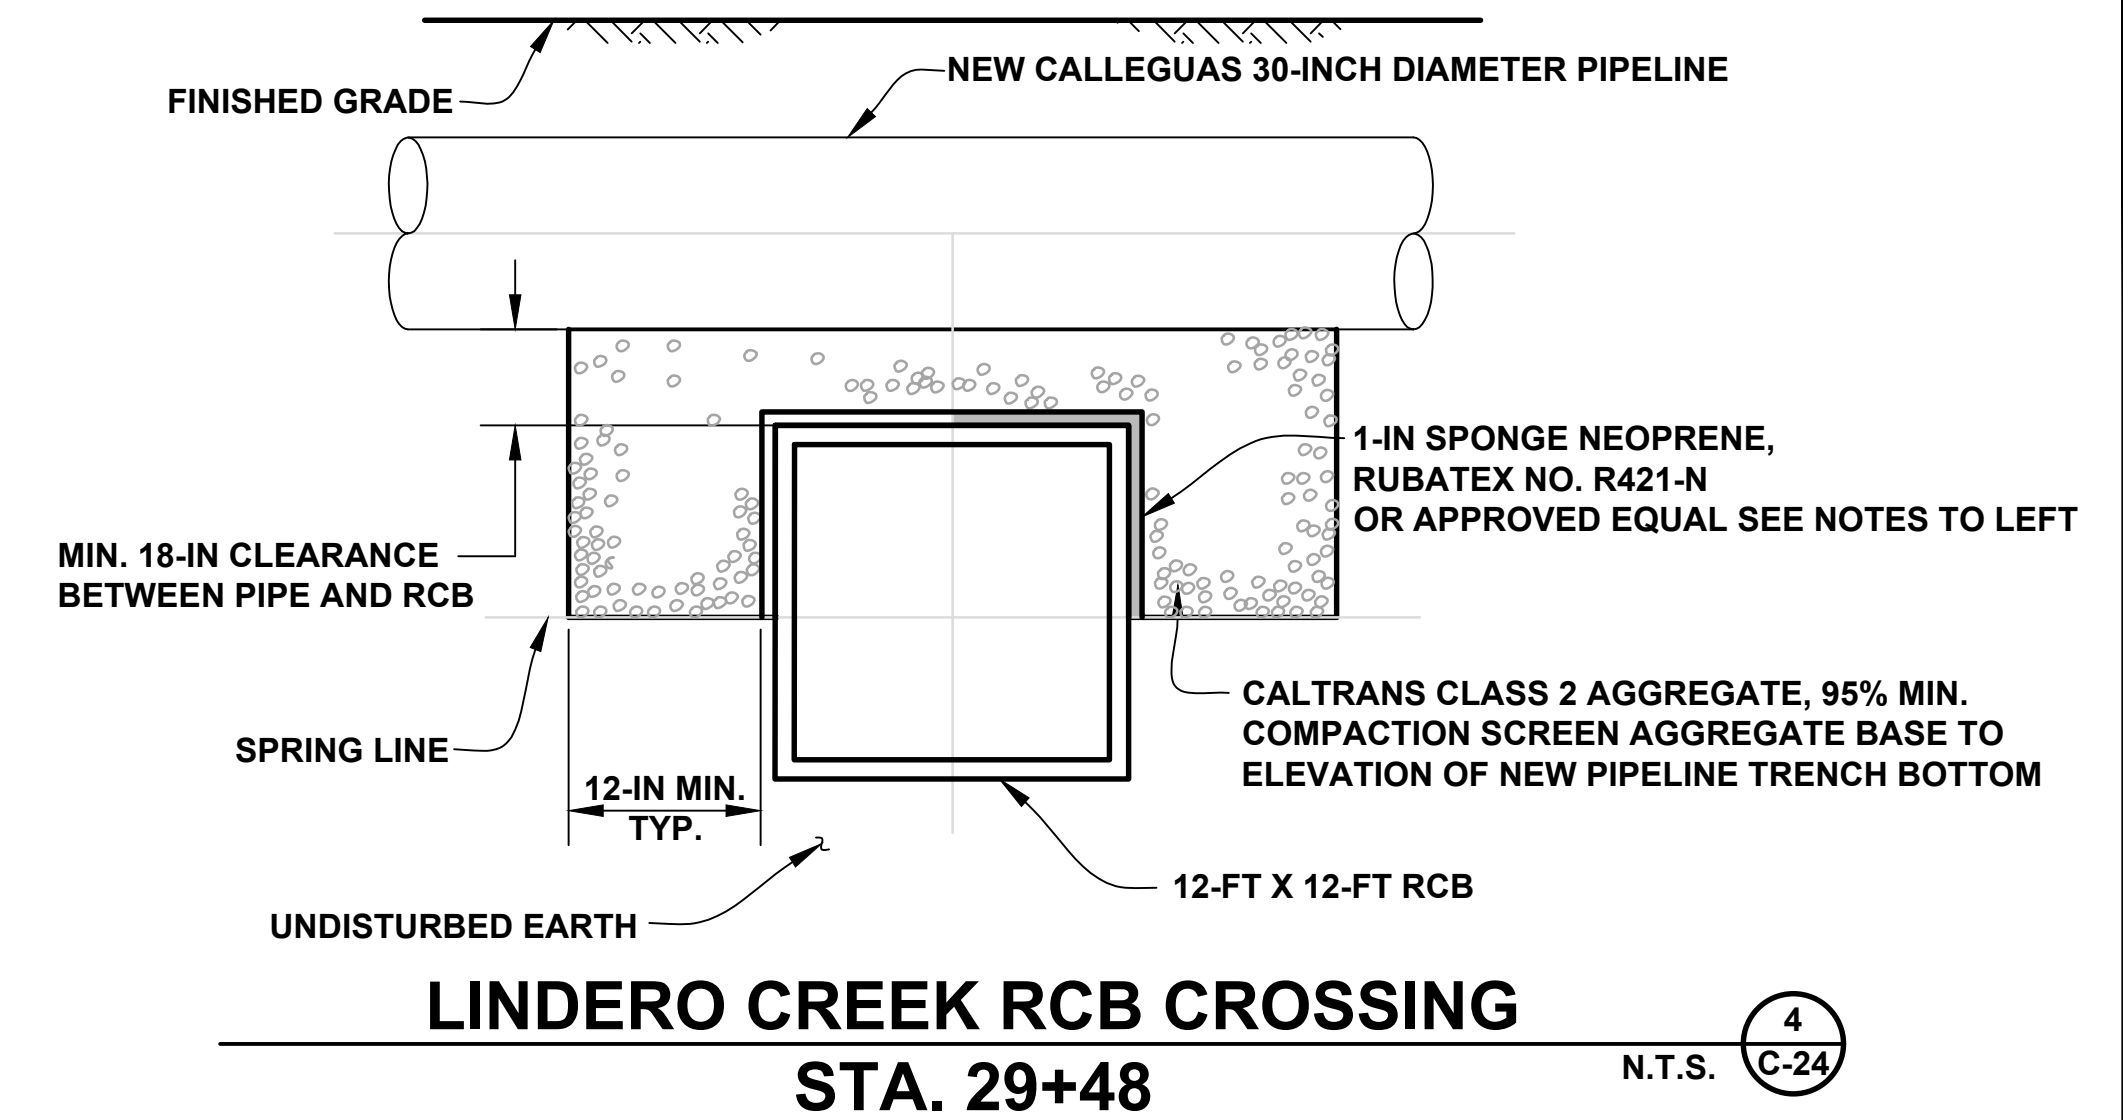 FINISHED GRADE
NEW CALLEGUAS 30-INCH DIAMETER PIPELINE
1-IN SPONGE NEOPRENE,
RUBATEX NO. R421-N
OR APPROVED EQUAL SEE NOTES TO LEFT
MIN. 18-IN CLEARANCE
BETWEEN PIPE AND RCB
SPRING LINE
CALTRANS CLASS 2 AGGREGATE, 95% MIN.
COMPACTION SCREEN AGGREGATE BASE TO
ELEVATION OF NEW PIPELINE TRENCH BOTTOM
12-IN MIN.
TYP.
12-FT X 12-FT RCB
UNDISTURBED EARTH
LINDERO CREEK RCB CROSSING
STA. 29+48
N.T.S.
4
C-24